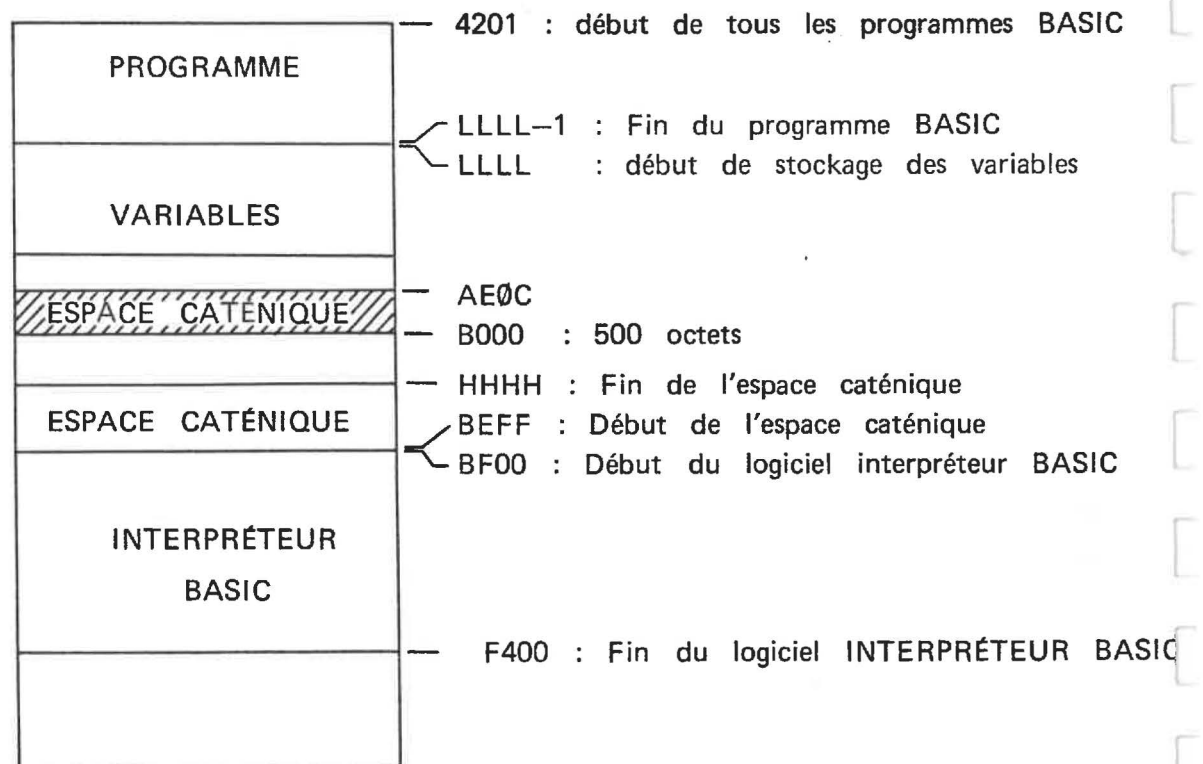 4201 : début de tous les programmes BASIC
PROGRAMME
LLLL-1 : Fin du programme BASIC
LLLL : début de stockage des variables
VARIABLES
AEØC
ESPACE CATÉNIQUE
B000 : 500 octets
HHHH : Fin de l'espace caténique
ESPACE CATÉNIQUE
BEFF : Début de l'espace caténique
BF00 : Début du logiciel interpréteur BASIC
INTERPRÉTEUR
BASIC
F400 : Fin du logiciel INTERPRÉTEUR BASIC